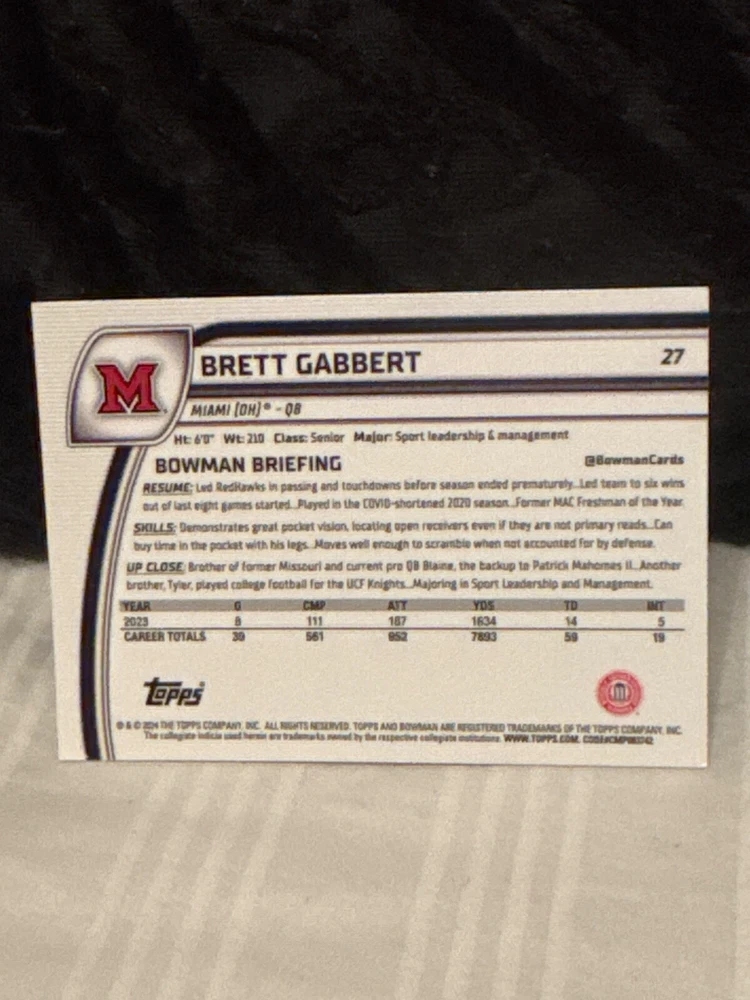 BRETT GABBERT
27
M
MIAMI (OH)® - QB
Ht: 6'0" Wt: 210 Class: Senior Major: Sport leadership & management
BOWMAN BRIEFING
@BowmanCards
RESUME: Led RedHawks in passing and touchdowns before season ended prematurely...Led team to six wins
out of last eight games started...Played in the COVID-shortened 2020 season...Former MAC Freshman of the Year.
SKILLS: Demonstrates great pocket vision, locating open receivers even if they are not primary reads...Can
buy time in the pocket with his legs...Moves well enough to scramble when not accounted for by defense.
UP CLOSE: Brother of former Missouri and current pro QB Blaine, the backup to Patrick Mahomes II...Another
brother, Tyler, played college football for the UCF Knights...Majoring in Sport Leadership and Management.
YEAR G CMP ATT YDS TD INT
2023 8 111 187 1634 14 5
CAREER TOTALS 39 561 952 7893 59 19
Topps
® & © 2024 THE TOPPS COMPANY, INC. ALL RIGHTS RESERVED. TOPPS AND BOWMAN ARE REGISTERED TRADEMARKS OF THE TOPPS COMPANY, INC.
The collegiate indicia used herein are trademarks owned by the respective collegiate institutions. WWW.TOPPS.COM.